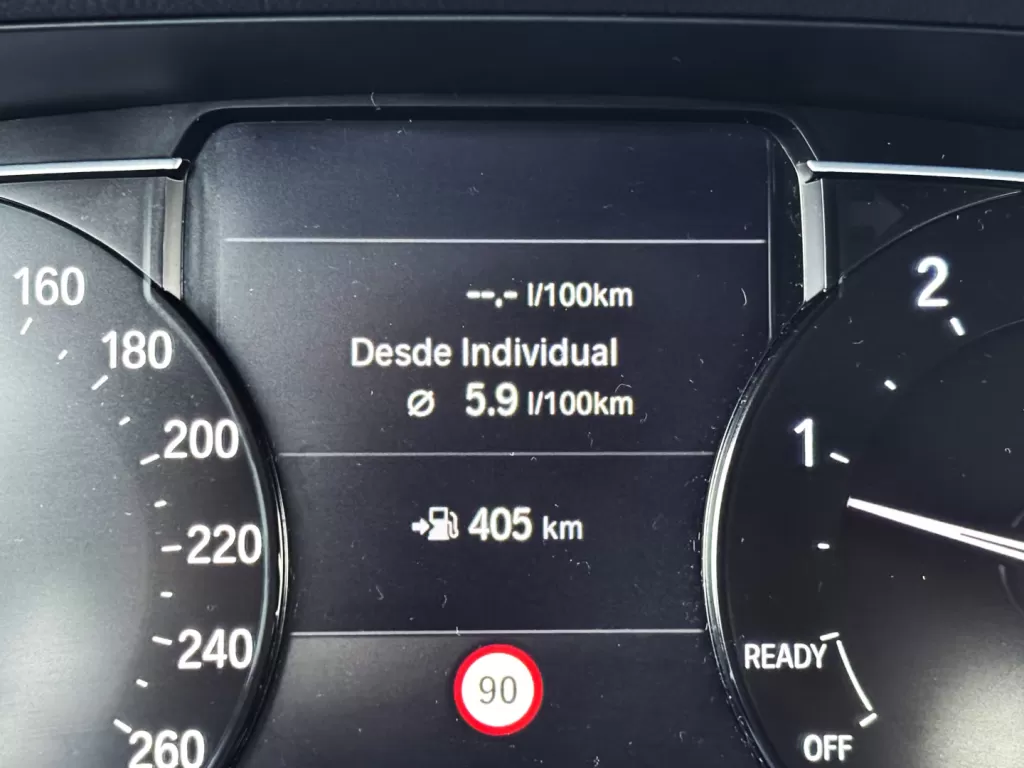 --.- l/100km
Desde Individual
Ø 5.9 l/100km
405 km
90
160
180
200
220
240
260
2
1
READY
OFF